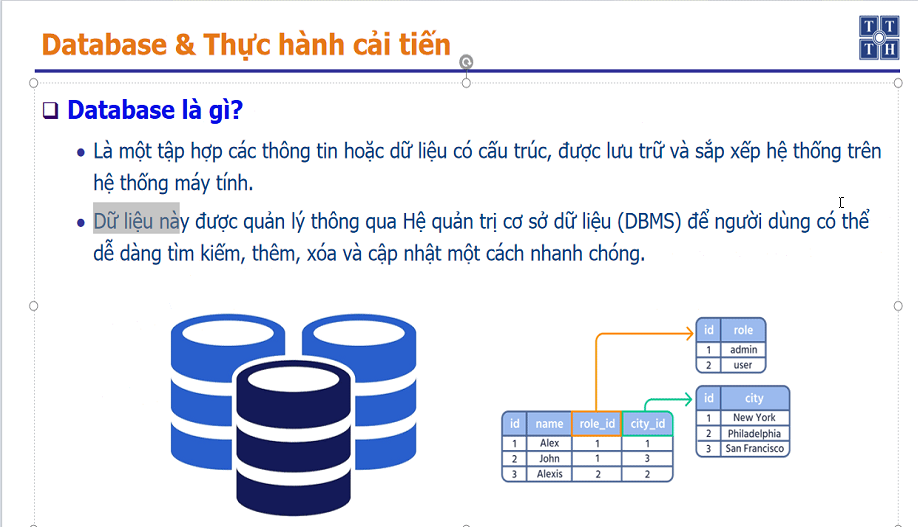 Database & Thực hành cải tiến
T T
T H
Database là gì?
Là một tập hợp các thông tin hoặc dữ liệu có cấu trúc, được lưu trữ và sắp xếp hệ thống trên
hệ thống máy tính.
Dữ liệu này được quản lý thông qua Hệ quản trị cơ sở dữ liệu (DBMS) để người dùng có thể
dễ dàng tìm kiếm, thêm, xóa và cập nhật một cách nhanh chóng.
id role
1 admin
2 user
id city
1 New York
2 Philadelphia
3 San Francisco
id name role_id city_id
1 Alex 1 1
2 John 1 3
3 Alexis 2 2